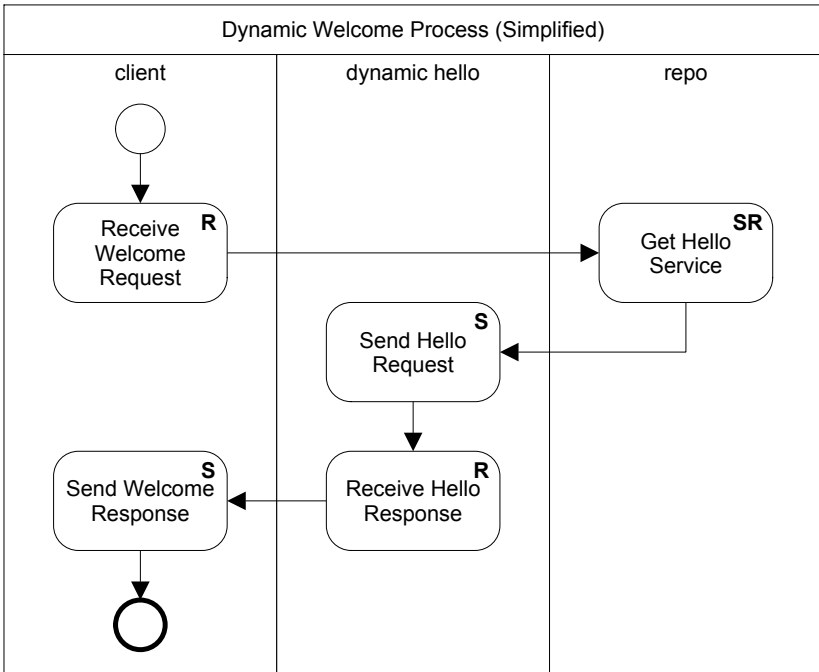 Dynamic Welcome Process (Simplified)
client
dynamic hello
repo
R
Receive
Welcome
Request
SR
Get Hello
Service
S
Send Hello
Request
S
Send Welcome
Response
R
Receive Hello
Response